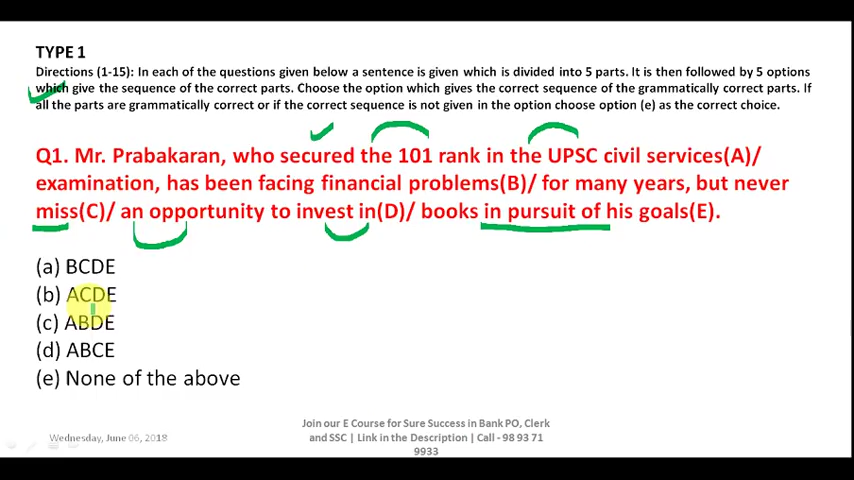 TYPE 1
Directions (1-15): In each of the questions given below a sentence is given which is divided into 5 parts. It is then followed by 5 options
which give the sequence of the correct parts. Choose the option which gives the correct sequence of the grammatically correct parts. If
all the parts are grammatically correct or if the correct sequence is not given in the option choose option (e) as the correct choice.
Q1. Mr. Prabakaran, who secured the 101 rank in the UPSC civil services(A)/
examination, has been facing financial problems(B)/ for many years, but never
miss(C)/ an opportunity to invest in(D)/ books in pursuit of his goals(E).
(a) BCDE
(b) ACDE
(c) ABDE
(d) ABCE
(e) None of the above
Wednesday, June 06, 2018
Join our E Course for Sure Success in Bank PO, Clerk
and SSC | Link in the Description | Call - 98 93 71
9933